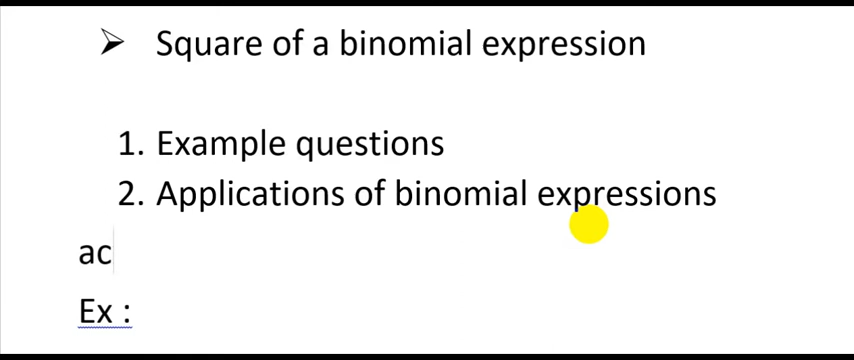 ➢ Square of a binomial expression
1. Example questions
2. Applications of binomial expressions
ac
Ex :